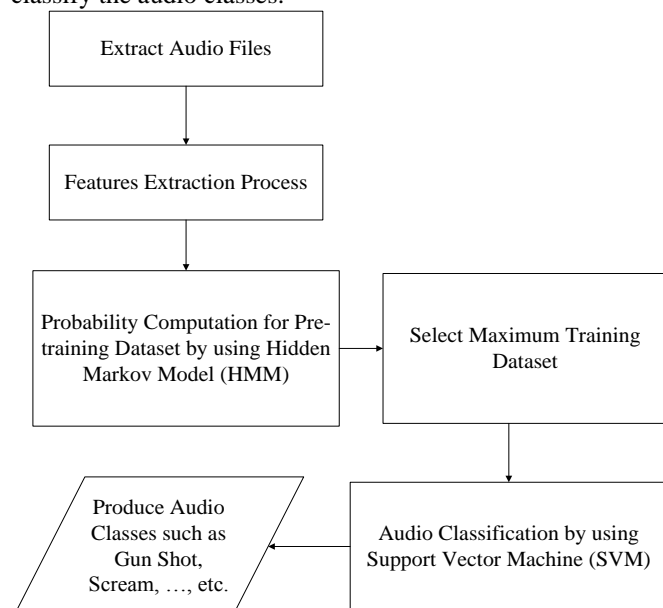 classify the audio classes.
Extract Audio Files
Features Extraction Process
Probability Computation for Pre-
training Dataset by using Hidden
Markov Model (HMM)
Select Maximum Training
Dataset
Audio Classification by using
Support Vector Machine (SVM)
Produce Audio
Classes such as
Gun Shot,
Scream, …, etc.